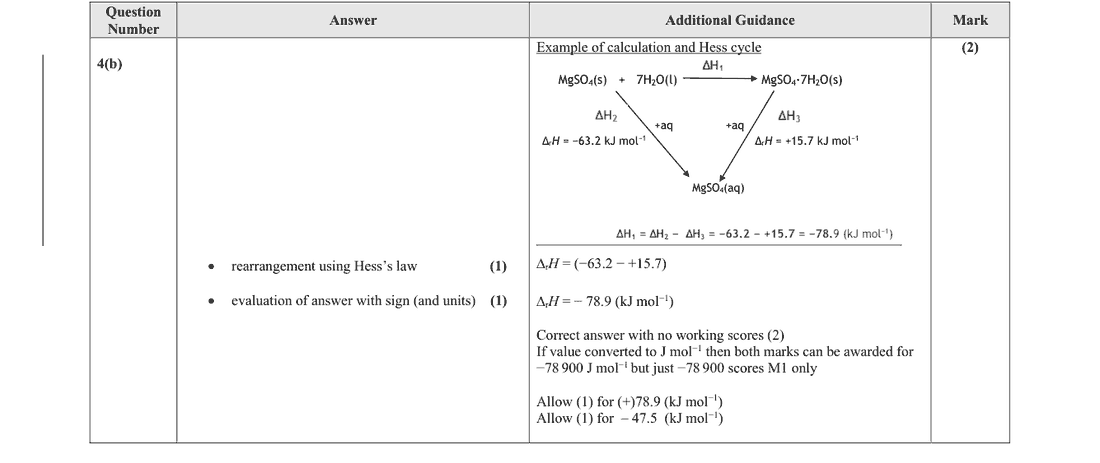 Question Number
Answer
Additional Guidance
Mark
4(b)
Example of calculation and Hess cycle
(2)
ΔH₁
MgSO₄(s) + 7H₂O(l) MgSO₄·7H₂O(s)
ΔH₂ ΔH₃
+aq +aq
ΔᵣH = −63.2 kJ mol⁻¹ ΔᵣH = +15.7 kJ mol⁻¹
MgSO₄(aq)
ΔH₁ = ΔH₂ − ΔH₃ = −63.2 − +15.7 = −78.9 (kJ mol⁻¹)
• rearrangement using Hess’s law (1) ΔᵣH = (−63.2 − +15.7)
• evaluation of answer with sign (and units) (1) ΔᵣH = − 78.9 (kJ mol⁻¹)
Correct answer with no working scores (2)
If value converted to J mol⁻¹ then both marks can be awarded for
−78 900 J mol⁻¹ but just −78 900 scores M1 only
Allow (1) for (+)78.9 (kJ mol⁻¹)
Allow (1) for − 47.5 (kJ mol⁻¹)